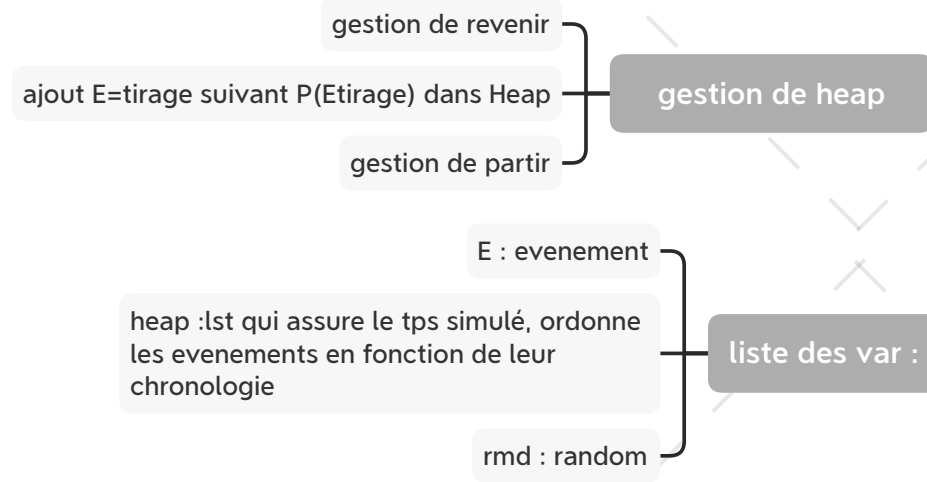 gestion de revenir
ajout E=tirage suivant P(Etirage) dans Heap
gestion de heap
gestion de partir
E : evenement
heap :lst qui assure le tps simulé, ordonne
les evenements en fonction de leur
chronologie
liste des var :
rmd : random